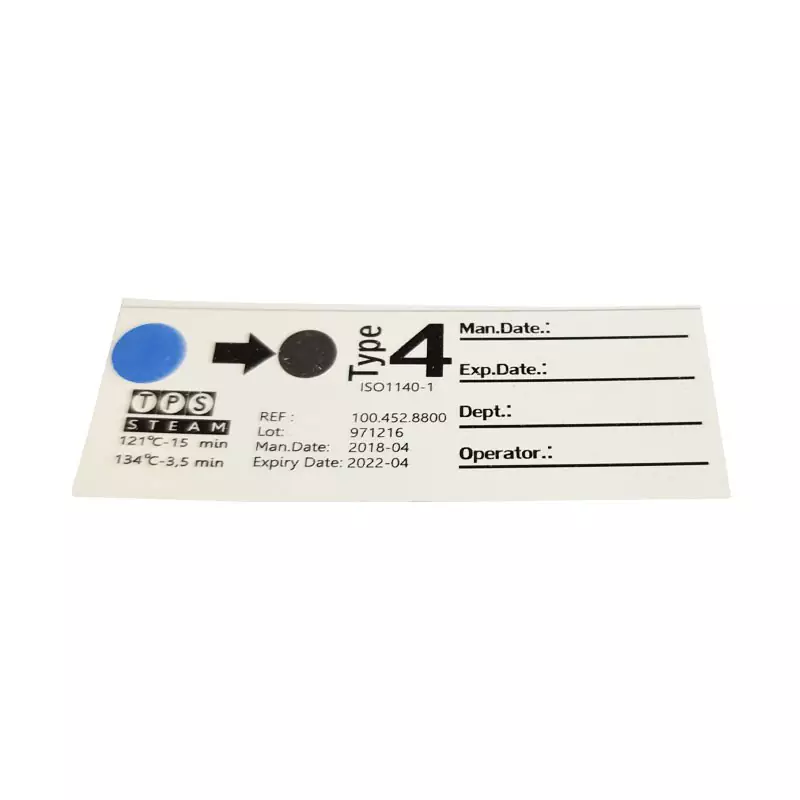 Type 4
ISO1140-1
TPS
STEAM
121°C-15 min
134°C-3,5 min
REF : 100.452.8800
Lot: 971216
Man.Date: 2018-04
Expiry Date: 2022-04
Man.Date.:
Exp.Date.:
Dept.:
Operator.: